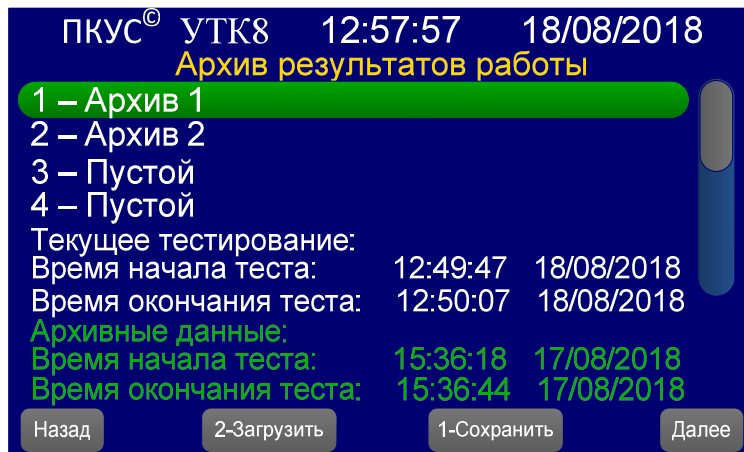 ПКУС© УТК8 12:57:57 18/08/2018
Архив результатов работы
1 – Архив 1
2 – Архив 2
3 – Пустой
4 – Пустой
Текущее тестирование:
Время начала теста: 12:49:47 18/08/2018
Время окончания теста: 12:50:07 18/08/2018
Архивные данные:
Время начала теста: 15:36:18 17/08/2018
Время окончания теста: 15:36:44 17/08/2018
Назад 2-Загрузить 1-Сохранить Далее